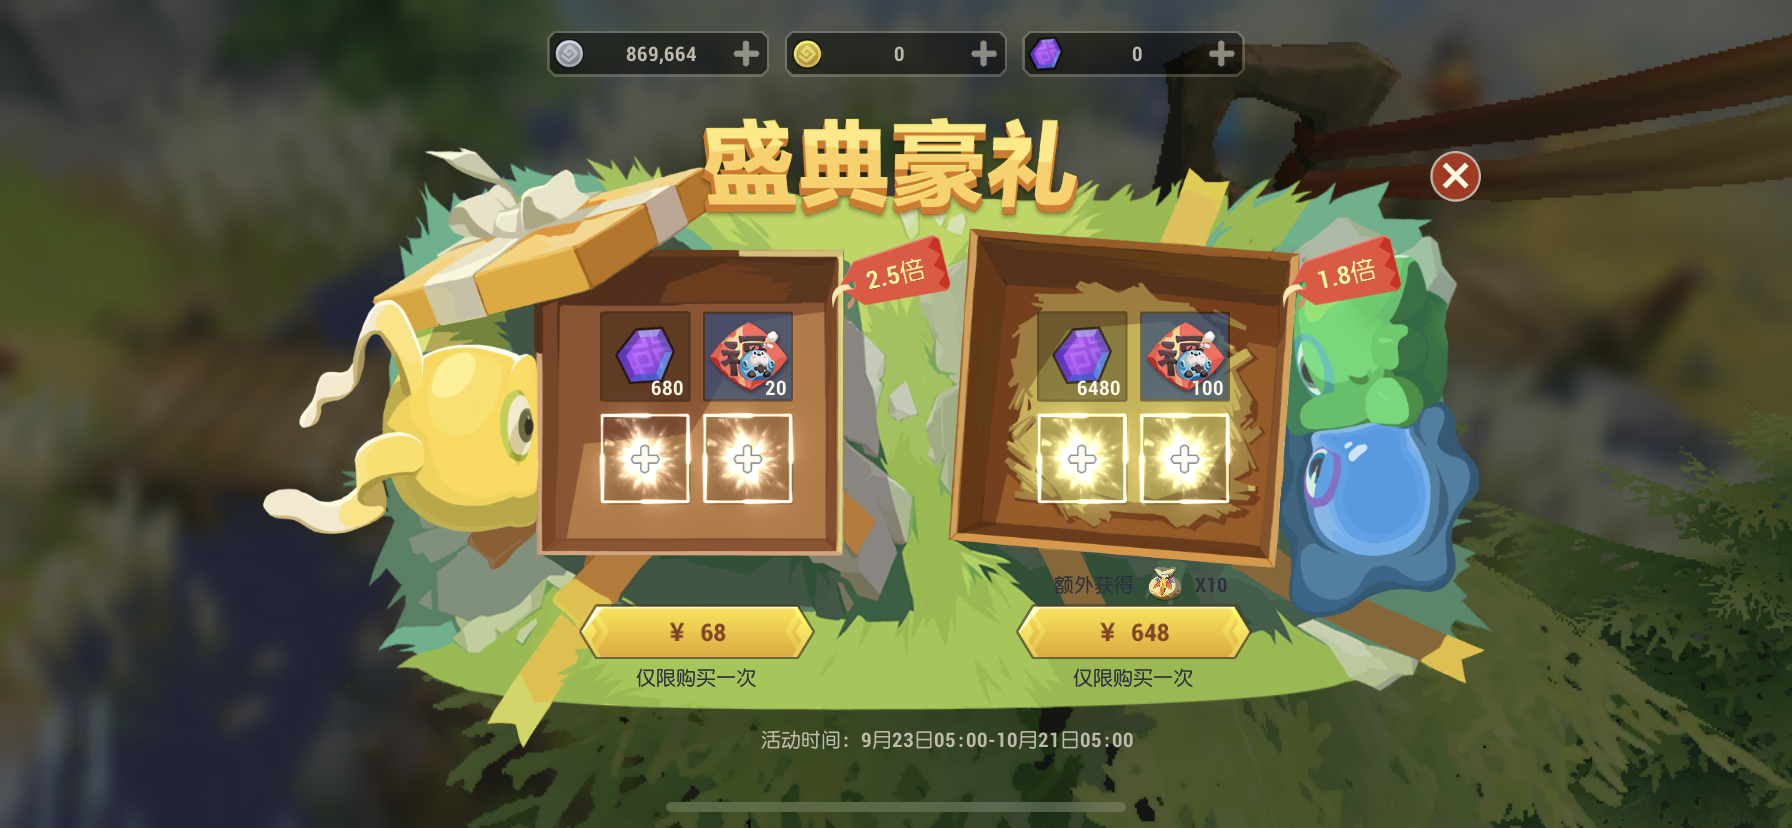 869,664
0
0
盛典豪礼
2.5倍
1.8倍
福
福
680
20
6480
100
额外获得 X10
¥ 68
¥ 648
仅限购买一次
仅限购买一次
活动时间：9月23日05:00-10月21日05:00